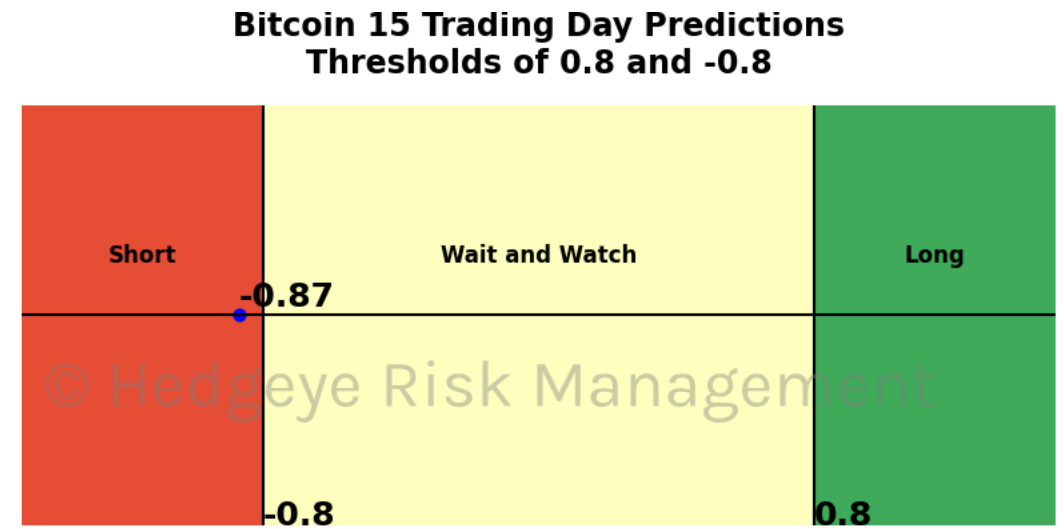 Bitcoin 15 Trading Day Predictions
Thresholds of 0.8 and -0.8
Short
Wait and Watch
Long
-0.87
© Hedgeye Risk Management
-0.8
0.8